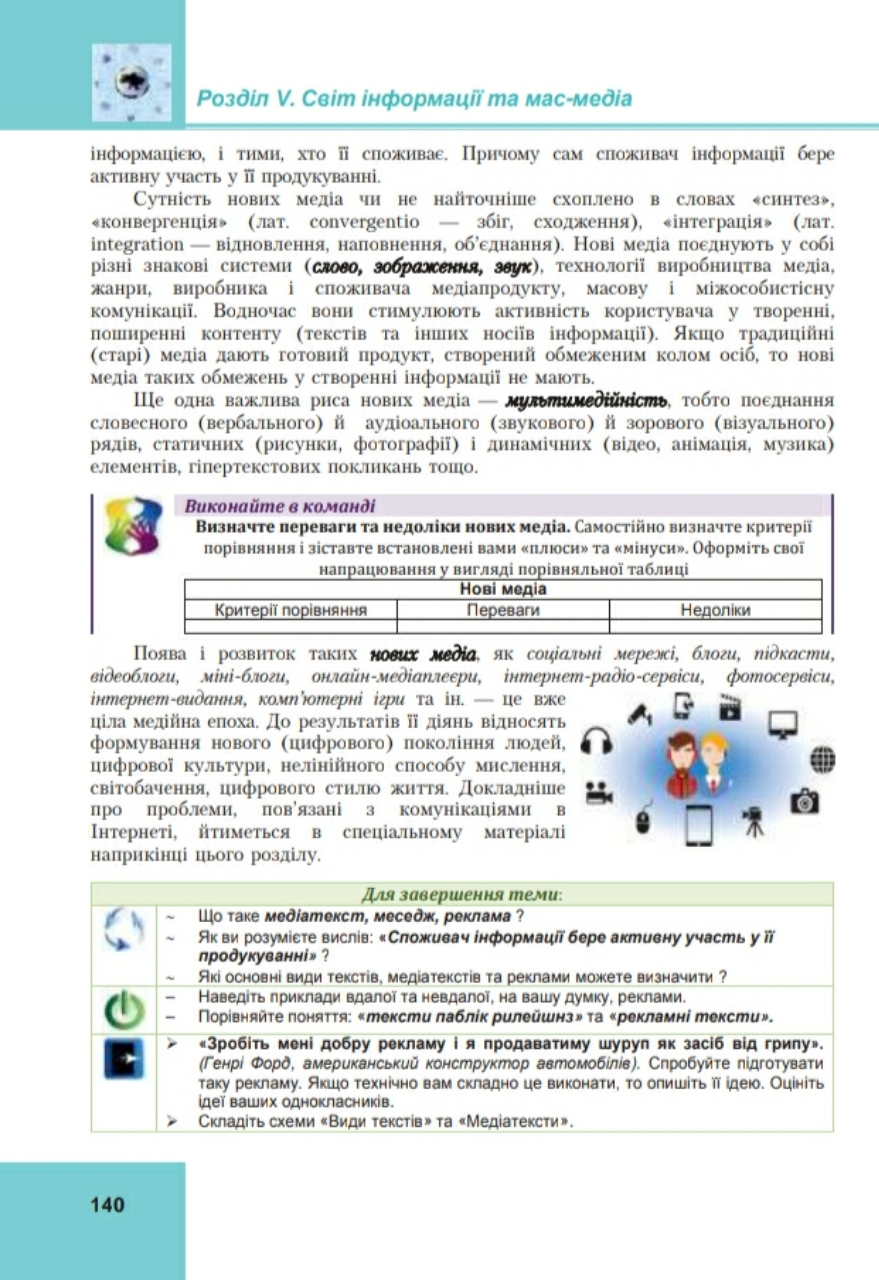 Розділ V. Світ інформації та мас-медіа
інформацією, і тими, хто її споживає. Причому сам споживач інформації бере
активну участь у її продукуванні.
Сутність нових медіа чи не найточніше схоплено в словах «синтез»,
«конвергенція» (лат. convergentio — збіг, сходження), «інтеграція» (лат.
integration — відновлення, наповнення, об’єднання). Нові медіа поєднують у собі
різні знакові системи (слово, зображення, звук), технології виробництва медіа,
жанри, виробника і споживача медіапродукту, масову і міжособистісну
комунікації. Водночас вони стимулюють активність користувача у творенні,
поширенні контенту (текстів та інших носіїв інформації). Якщо традиційні
(старі) медіа дають готовий продукт, створений обмеженим колом осіб, то нові
медіа таких обмежень у створенні інформації не мають.
Ще одна важлива риса нових медіа — мультимедійність, тобто поєднання
словесного (вербального) й аудіоального (звукового) й зорового (візуального)
рядів, статичних (рисунки, фотографії) і динамічних (відео, анімація, музика)
елементів, гіпертекстових покликань тощо.
Виконайте в команді
Визначте переваги та недоліки нових медіа. Самостійно визначте критерії
порівняння і зіставте встановлені вами «плюси» та «мінуси». Оформіть свої
напрацювання у вигляді порівняльної таблиці
Нові медіа
Критерії порівняння Переваги Недоліки
Поява і розвиток таких нових медіа, як соціальні мережі, блоги, підкасти,
відеоблоги, міні-блоги, онлайн-медіаплеєри, інтернет-радіо-сервіси, фотосервіси,
інтернет-видання, комп’ютерні ігри та ін. — це вже
ціла медійна епоха. До результатів її діянь відносять
формування нового (цифрового) покоління людей,
цифрової культури, нелінійного способу мислення,
світобачення, цифрового стилю життя. Докладніше
про проблеми, пов’язані з комунікаціями в
Інтернеті, йтиметься в спеціальному матеріалі
наприкінці цього розділу.
Для завершення теми:
~ Що таке медіатекст, меседж, реклама ?
~ Як ви розумієте вислів: «Споживач інформації бере активну участь у її
продукуванні» ?
~ Які основні види текстів, медіатекстів та реклами можете визначити ?
– Наведіть приклади вдалої та невдалої, на вашу думку, реклами.
– Порівняйте поняття: «тексти паблік рилейшнз» та «рекламні тексти».
➢ «Зробіть мені добру рекламу і я продаватиму шуруп як засіб від грипу».
(Генрі Форд, американський конструктор автомобілів). Спробуйте підготувати
таку рекламу. Якщо технічно вам складно це виконати, то опишіть її ідею. Оцініть
ідеї ваших однокласників.
➢ Складіть схеми «Види текстів» та «Медіатексти».
140